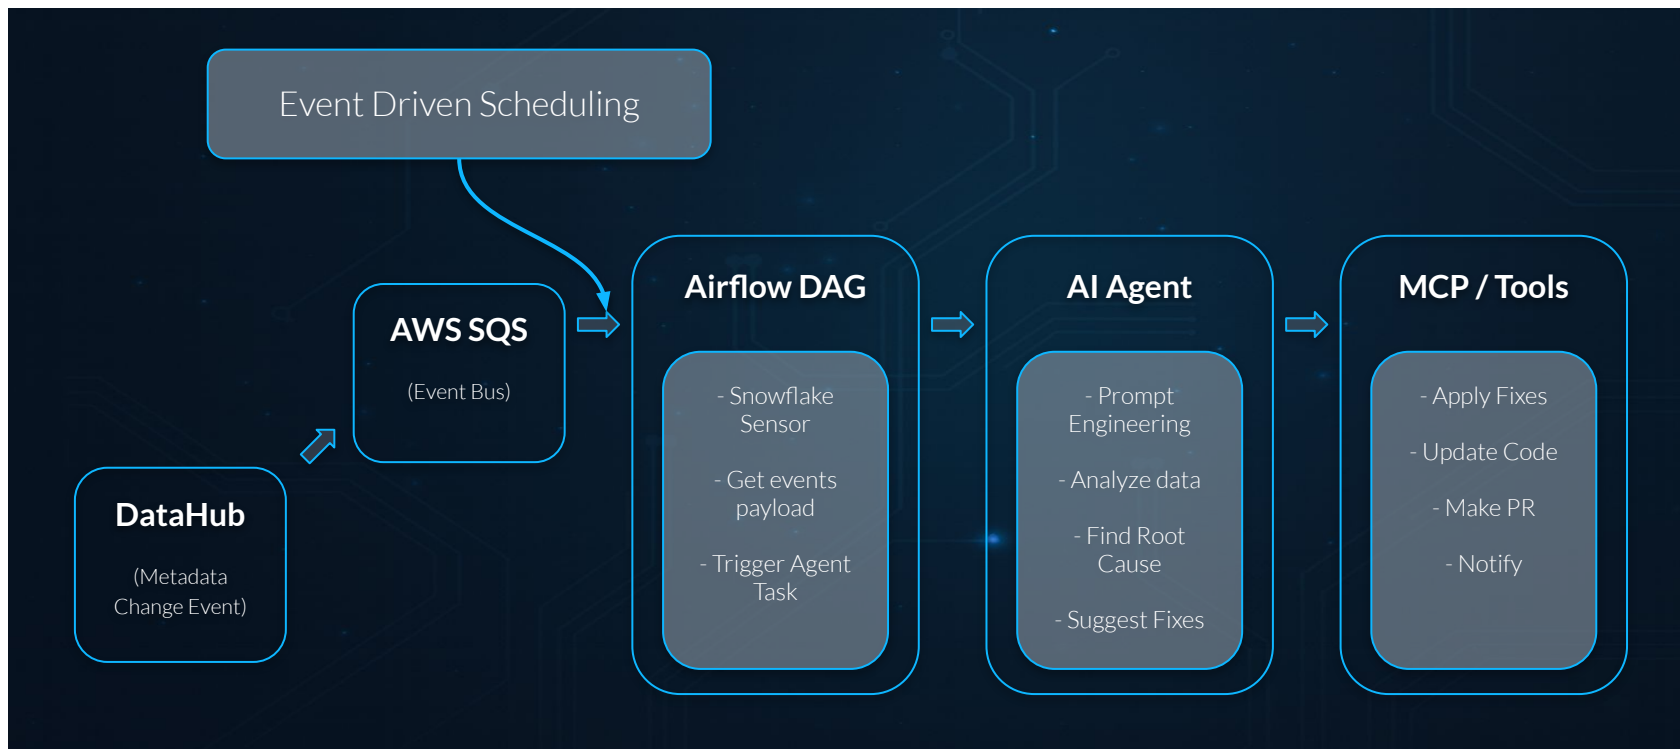 Event Driven Scheduling
DataHub
(Metadata
Change Event)
AWS SQS
(Event Bus)
Airflow DAG
- Snowflake
Sensor
- Get events
payload
- Trigger Agent
Task
AI Agent
- Prompt
Engineering
- Analyze data
- Find Root
Cause
- Suggest Fixes
MCP / Tools
- Apply Fixes
- Update Code
- Make PR
- Notify